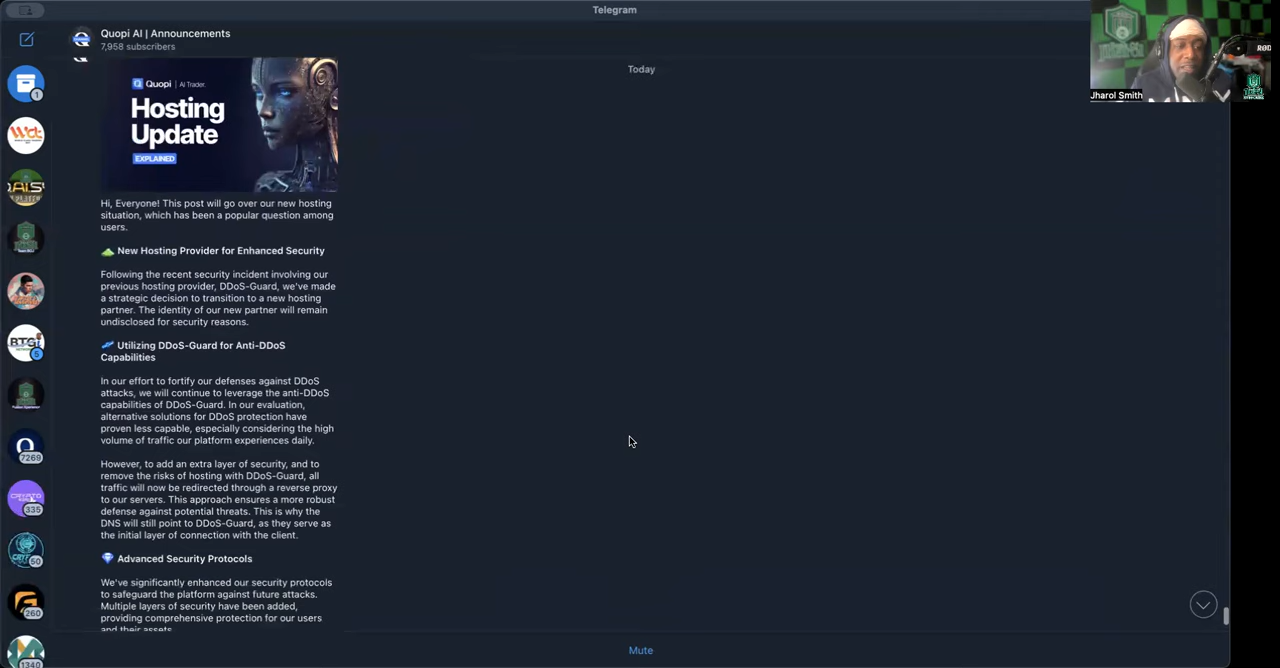 Telegram
Quopi AI | Announcements
7,958 subscribers
Today
Quopi | AI Trader.
Hosting
Update
EXPLAINED
Hi, Everyone! This post will go over our new hosting
situation, which has been a popular question among
users.
New Hosting Provider for Enhanced Security
Following the recent security incident involving our
previous hosting provider, DDoS-Guard, we've made
a strategic decision to transition to a new hosting
partner. The identity of our new partner will remain
undisclosed for security reasons.
Utilizing DDoS-Guard for Anti-DDoS
Capabilities
In our effort to fortify our defenses against DDoS
attacks, we will continue to leverage the anti-DDoS
capabilities of DDoS-Guard. In our evaluation,
alternative solutions for DDoS protection have
proven less capable, especially considering the high
volume of traffic our platform experiences daily.
However, to add an extra layer of security, and to
remove the risks of hosting with DDoS-Guard, all
traffic will now be redirected through a reverse proxy
to our servers. This approach ensures a more robust
defense against potential threats. This is why the
DNS will still point to DDoS-Guard, as they serve as
the initial layer of connection with the client.
Advanced Security Protocols
We've significantly enhanced our security protocols
to safeguard the platform against future attacks.
Multiple layers of security have been added,
providing comprehensive protection for our users
and their assets.
Mute
1
5
7269
335
50
260
1340
Jharol Smith
RØD